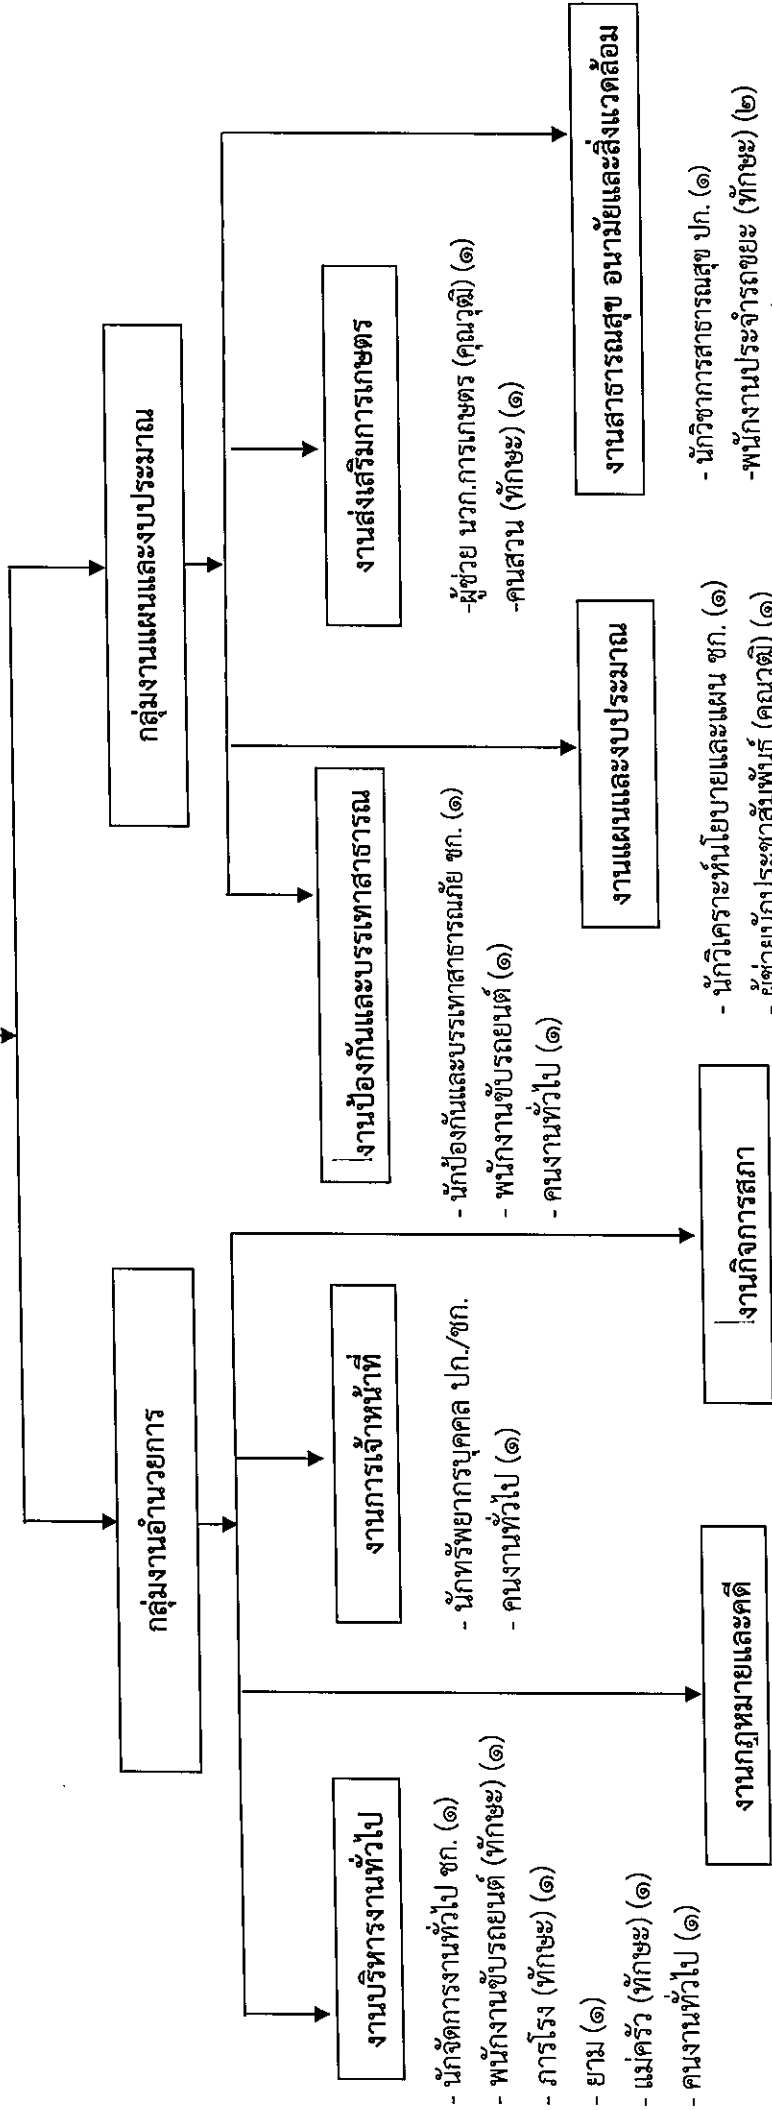 กลุ่มงานอำนวยการ
กลุ่มงานแผนและงบประมาณ
งานบริหารงานทั่วไป
- นักจัดการงานทั่วไป ชก. (๑)
- พนักงานขับรถยนต์ (ทักษะ) (๑)
- ภารโรง (ทักษะ) (๑)
- ยาม (๑)
- แม่ครัว (ทักษะ) (๑)
- คนงานทั่วไป (๑)
งานการเจ้าหน้าที่
- นักทรัพยากรบุคคล ปก./ชก.
- คนงานทั่วไป (๑)
งานป้องกันและบรรเทาสาธารณ
- นักป้องกันและบรรเทาสาธารณภัย ชก. (๑)
- พนักงานขับรถยนต์ (๑)
- คนงานทั่วไป (๑)
งานส่งเสริมการเกษตร
-ผู้ช่วย นวก.การเกษตร (คุณวุฒิ) (๑)
-คนสวน (ทักษะ) (๑)
งานกฎหมายและคดี
งานกิจการสภา
งานแผนและงบประมาณ
- นักวิเคราะห์นโยบายและแผน ชก. (๑)
- ผู้ช่วยนักประชาสัมพันธ์ (คุณวุฒิ) (๑)
งานสาธารณสุข อนามัยและสิ่งแวดล้อม
- นักวิชาการสาธารณสุข ปก. (๑)
-พนักงานประจำรถขยะ (ทักษะ) (๒)